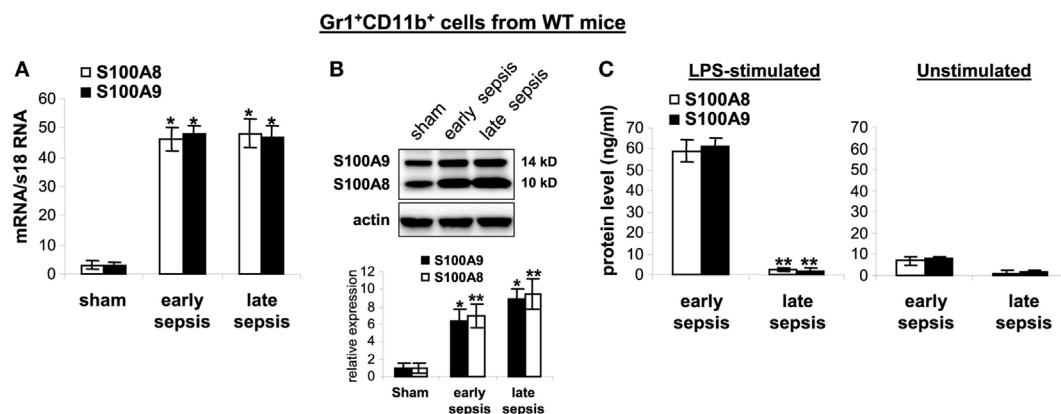 Gr1⁺CD11b⁺ cells from WT mice
A
S100A8
S100A9
mRNA/s18 RNA
60
50
40
30
20
10
0
* * * *
sham
early sepsis
late sepsis
B
sham
early sepsis
late sepsis
S100A9
14 kD
S100A8
10 kD
actin
S100A9
S100A8
relative expression
12
10
8
6
4
2
0
* ** * **
Sham
early sepsis
late sepsis
C
LPS-stimulated
S100A8
S100A9
protein level (ng/ml)
70
60
50
40
30
20
10
0
** **
early sepsis
late sepsis
Unstimulated
70
60
50
40
30
20
10
0
early sepsis
late sepsis